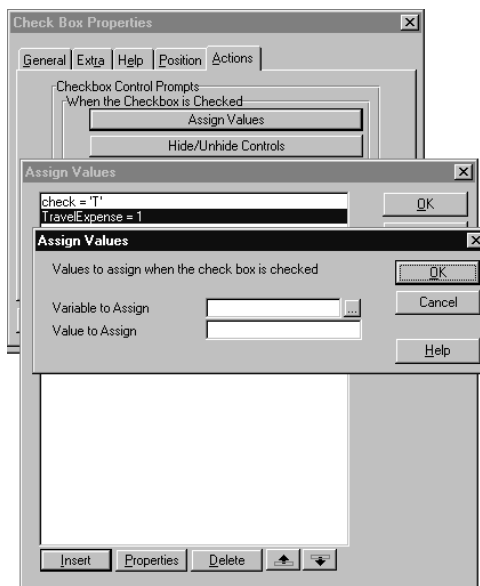 Check Box Properties
General Extra Help Position Actions
Checkbox Control Prompts
When the Checkbox is Checked
Assign Values
Hide/Unhide Controls
Assign Values
check = 'T'
OK
TravelExpense = 1
Assign Values
Values to assign when the check box is checked
OK
Variable to Assign ...
Cancel
Value to Assign
Help
Insert Properties Delete